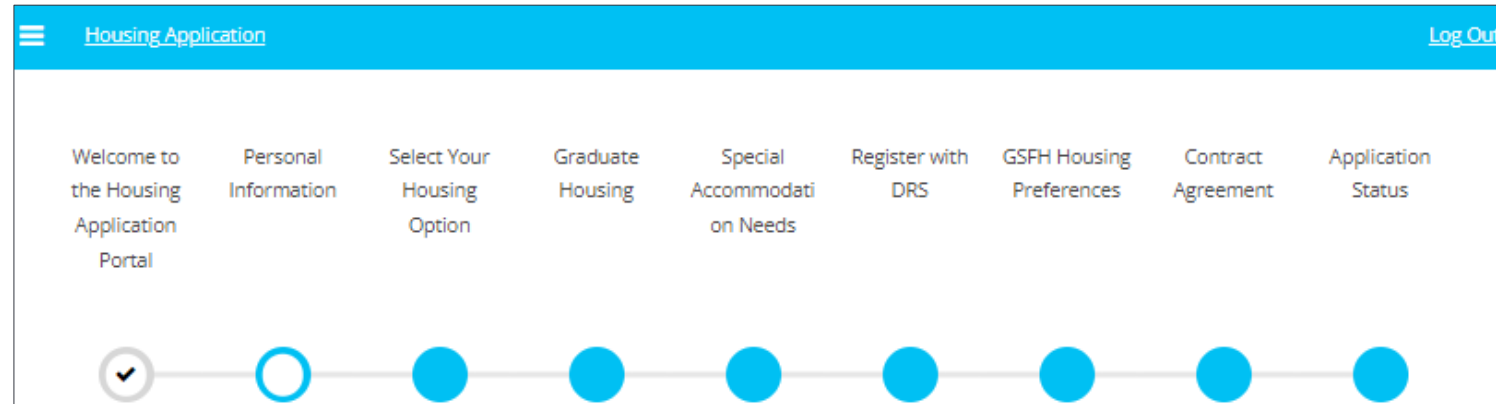 Housing Application
Log Out
Welcome to
the Housing
Application
Portal
Personal
Information
Select Your
Housing
Option
Graduate
Housing
Special
Accommodati
on Needs
Register with
DRS
GSFH Housing
Preferences
Contract
Agreement
Application
Status